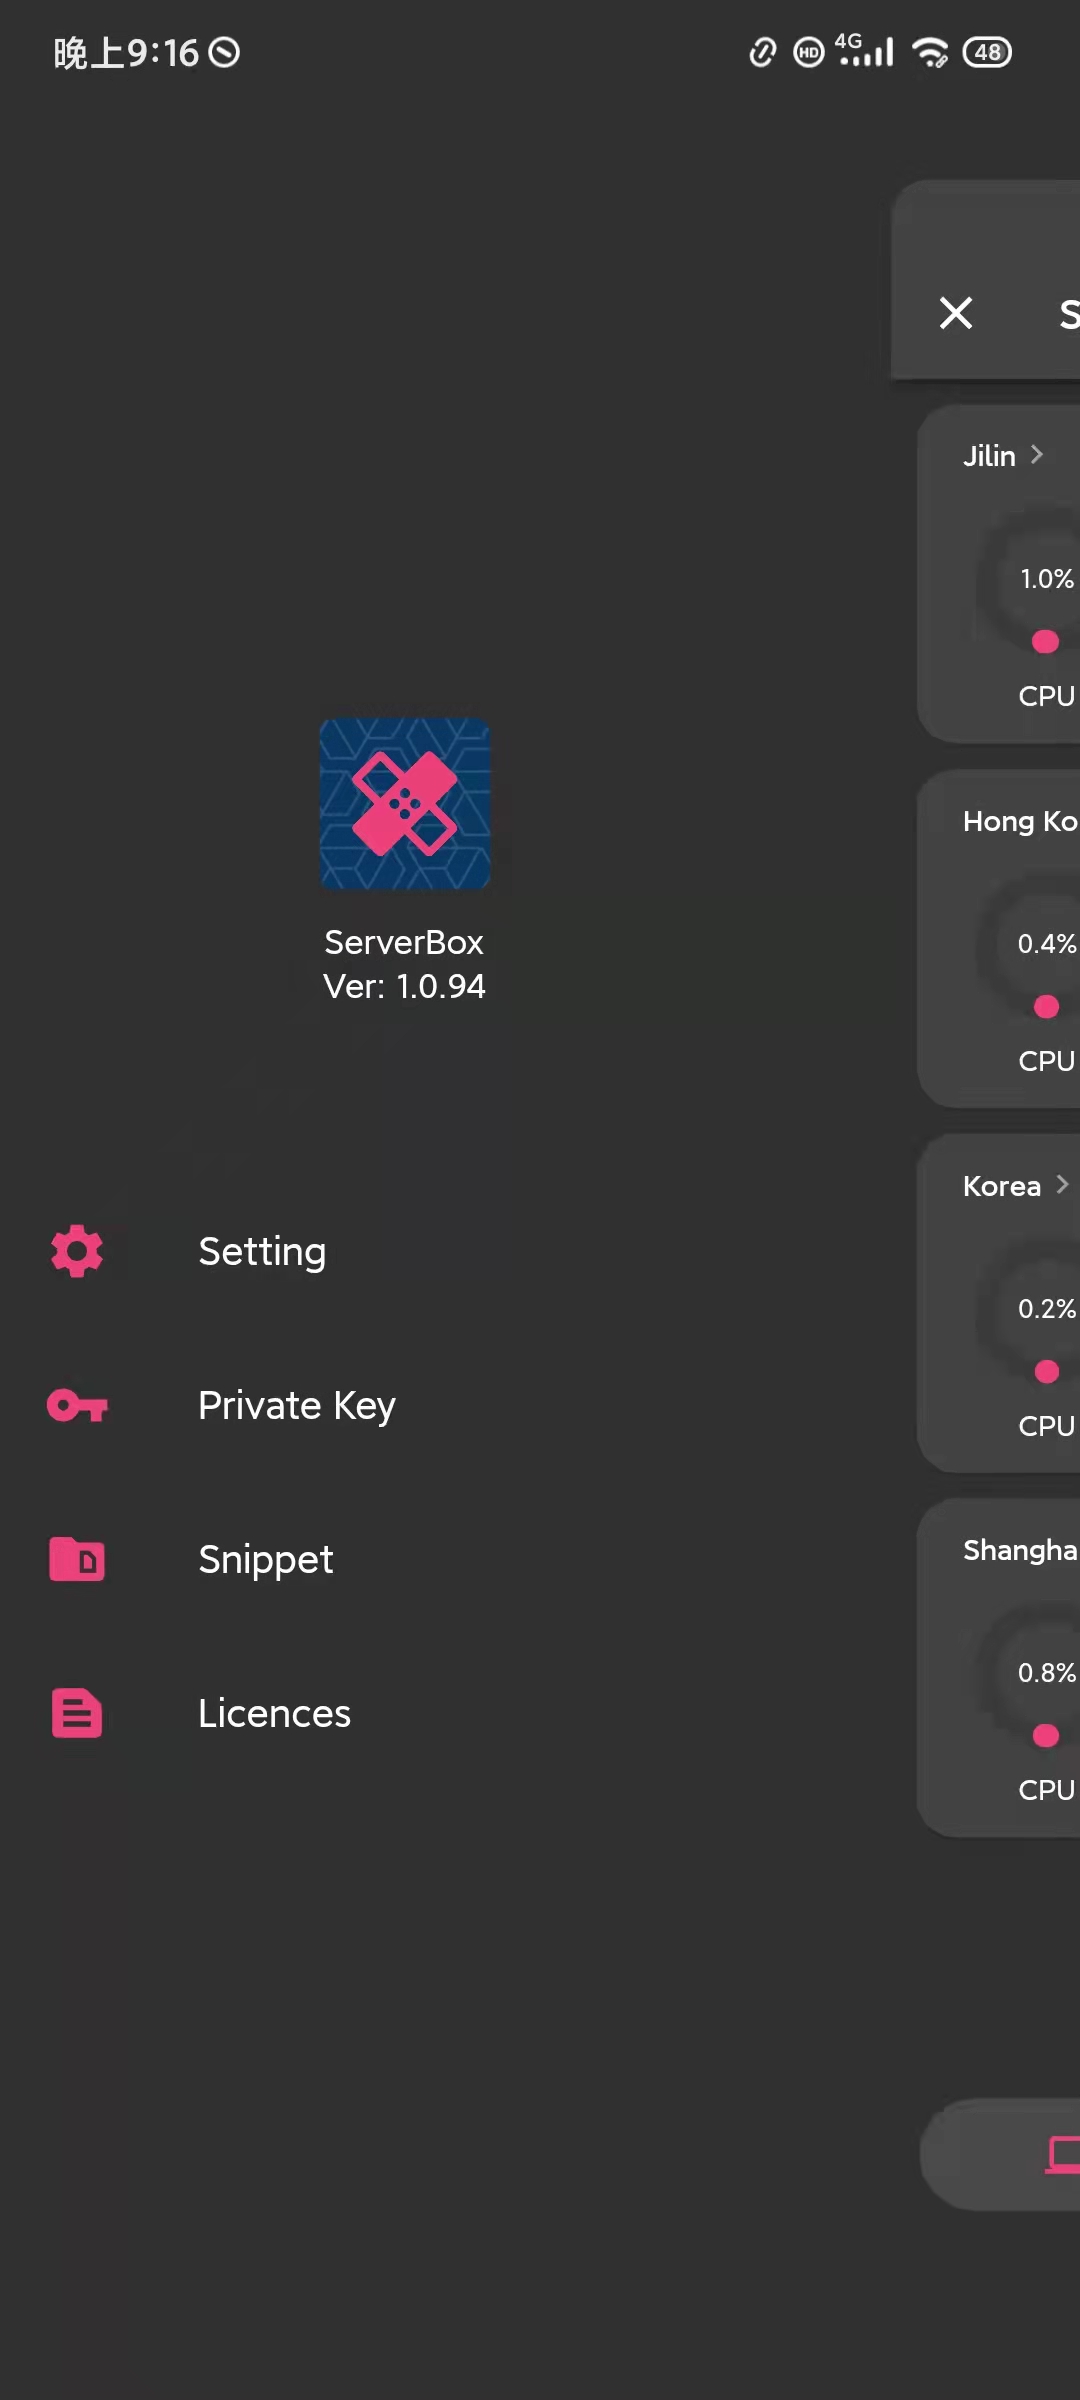 晚上9:16
HD 4G 48
S
Jilin
1.0%
CPU
Hong Ko
0.4%
CPU
ServerBox
Ver: 1.0.94
Korea
0.2%
CPU
Setting
Private Key
Snippet
Licences
Shangha
0.8%
CPU